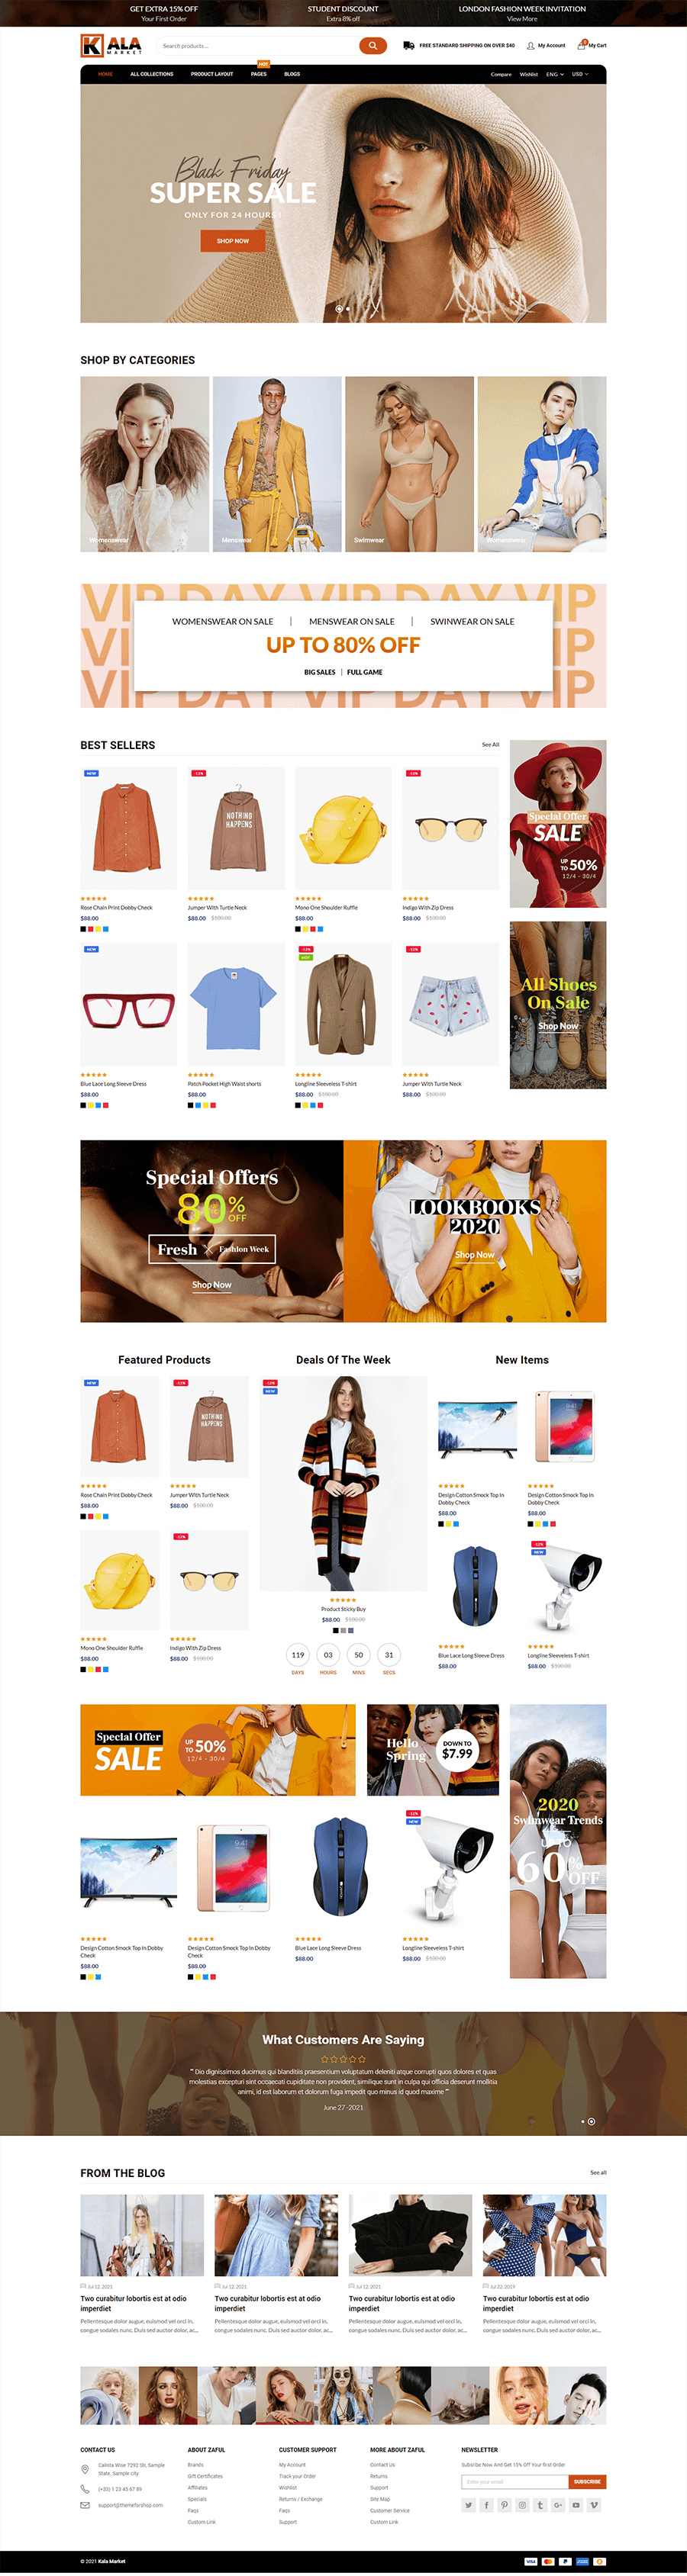 GET EXTRA 15% OFF
Your First Order
STUDENT DISCOUNT
Extra 8% off
LONDON FASHION WEEK INVITATION
View More
KALA
MARKET
Search products ...
FREE STANDARD SHIPPING ON OVER $40
My Account
My Cart
HOME
ALL COLLECTIONS
PRODUCT LAYOUT
PAGES
HOT
BLOGS
Compare
Wishlist
ENG
USD
Black Friday
SUPER SALE
ONLY FOR 24 HOURS
SHOP NOW
SHOP BY CATEGORIES
Womenswear
Menswear
Swimwear
Womenswear
VIP DAY VIP DAY VIP
WOMENSWEAR ON SALE
MENSWEAR ON SALE
SWINWEAR ON SALE
UP TO 80% OFF
BIG SALES
FULL GAME
BEST SELLERS
See All
NEW
Rose Chain Print Dobby Check
$88.00
-12%
NOTHING
HAPPENS
Jumper With Turtle Neck
$88.00 $100.00
Mono One Shoulder Ruffle
$88.00
-12%
Indigo With Zip Dress
$88.00 $100.00
NEW
Blue Lace Long Sleeve Dress
$88.00
Patch Pocket High Waist shorts
$88.00
-12%
HOT
Longline Sleeveless T-shirt
$88.00 $100.00
-12%
Jumper With Turtle Neck
$88.00 $100.00
Special Offer
SALE
UP TO 50%
12/4 - 30/4
All Shoes
On Sale
Shop Now
Special Offers
80% OFF
Fresh Fashion Week
Shop Now
LOOKBOOKS
2020
Shop Now
Featured Products
NEW
Rose Chain Print Dobby Check
$88.00
-12%
NOTHING
HAPPENS
Jumper With Turtle Neck
$88.00 $100.00
Mono One Shoulder Ruffle
$88.00
-12%
Indigo With Zip Dress
$88.00 $100.00
Deals Of The Week
-12%
NEW
Product Sticky Buy
$88.00 $100.00
119
03
50
31
DAYS
HOURS
MINS
SECS
New Items
Design Cotton Smock Top In
Dobby Check
$88.00
Design Cotton Smock Top In
Dobby Check
$88.00
Blue Lace Long Sleeve Dress
$88.00
-12%
NEW
Longline Sleeveless T-shirt
$88.00 $100.00
Special Offer
SALE
UP TO 50%
12/4 - 30/4
Hello
Spring
DOWN TO
$7.99
2020
Swimwear Trends
UP TO
60% OFF
Design Cotton Smock Top In Dobby
Check
$88.00
Design Cotton Smock Top In Dobby
Check
$88.00
Blue Lace Long Sleeve Dress
$88.00
-12%
NEW
Longline Sleeveless T-shirt
$88.00 $100.00
What Customers Are Saying
"" Dio dignissimos ducimus qui blanditiis praesentium voluptatum deleniti atque corrupti quos dolores et quas
molestias excepturi sint occaecati cupiditate non provident, similique sunt in culpa qui officia deserunt mollitia
animi, id est laborum et dolorum fuga impedit quo minus id quod maxime ""
June 27 -2021
FROM THE BLOG
See all
Jul 12, 2021
Two curabitur lobortis est at odio
imperdiet
Pellentesque dolor augue, euismod vel orci in,
congue sodales nunc. Duis sed auctor dolor, ac...
Jul 12, 2021
Two curabitur lobortis est at odio
imperdiet
Pellentesque dolor augue, euismod vel orci in,
congue sodales nunc. Duis sed auctor dolor, ac...
Jul 12, 2021
Two curabitur lobortis est at odio
imperdiet
Pellentesque dolor augue, euismod vel orci in,
congue sodales nunc. Duis sed auctor dolor, ac...
Jul 22, 2019
Two curabitur lobortis est at odio
imperdiet
Pellentesque dolor augue, euismod vel orci in,
congue sodales nunc. Duis sed auctor dolor, ac...
CONTACT US
Calista Wise 7292 Sb, Sample
State. Sample city
(+33) 1 23 45 67 89
support@themeforshop.com
ABOUT ZAFUL
Brands
Gift Certificates
Affiliates
Specials
Faqs
Custom Link
CUSTOMER SUPPORT
My Account
Track your Order
Wishlist
Returns / Exchange
Faqs
Support
MORE ABOUT ZAFUL
Contact Us
Returns
Support
Site Map
Customer Service
Custom Link
NEWSLETTER
Subcribe Now And Get 15% Off Your first Order
Enter your email
SUBSCRIBE
© 2021 Kala Market
VISA